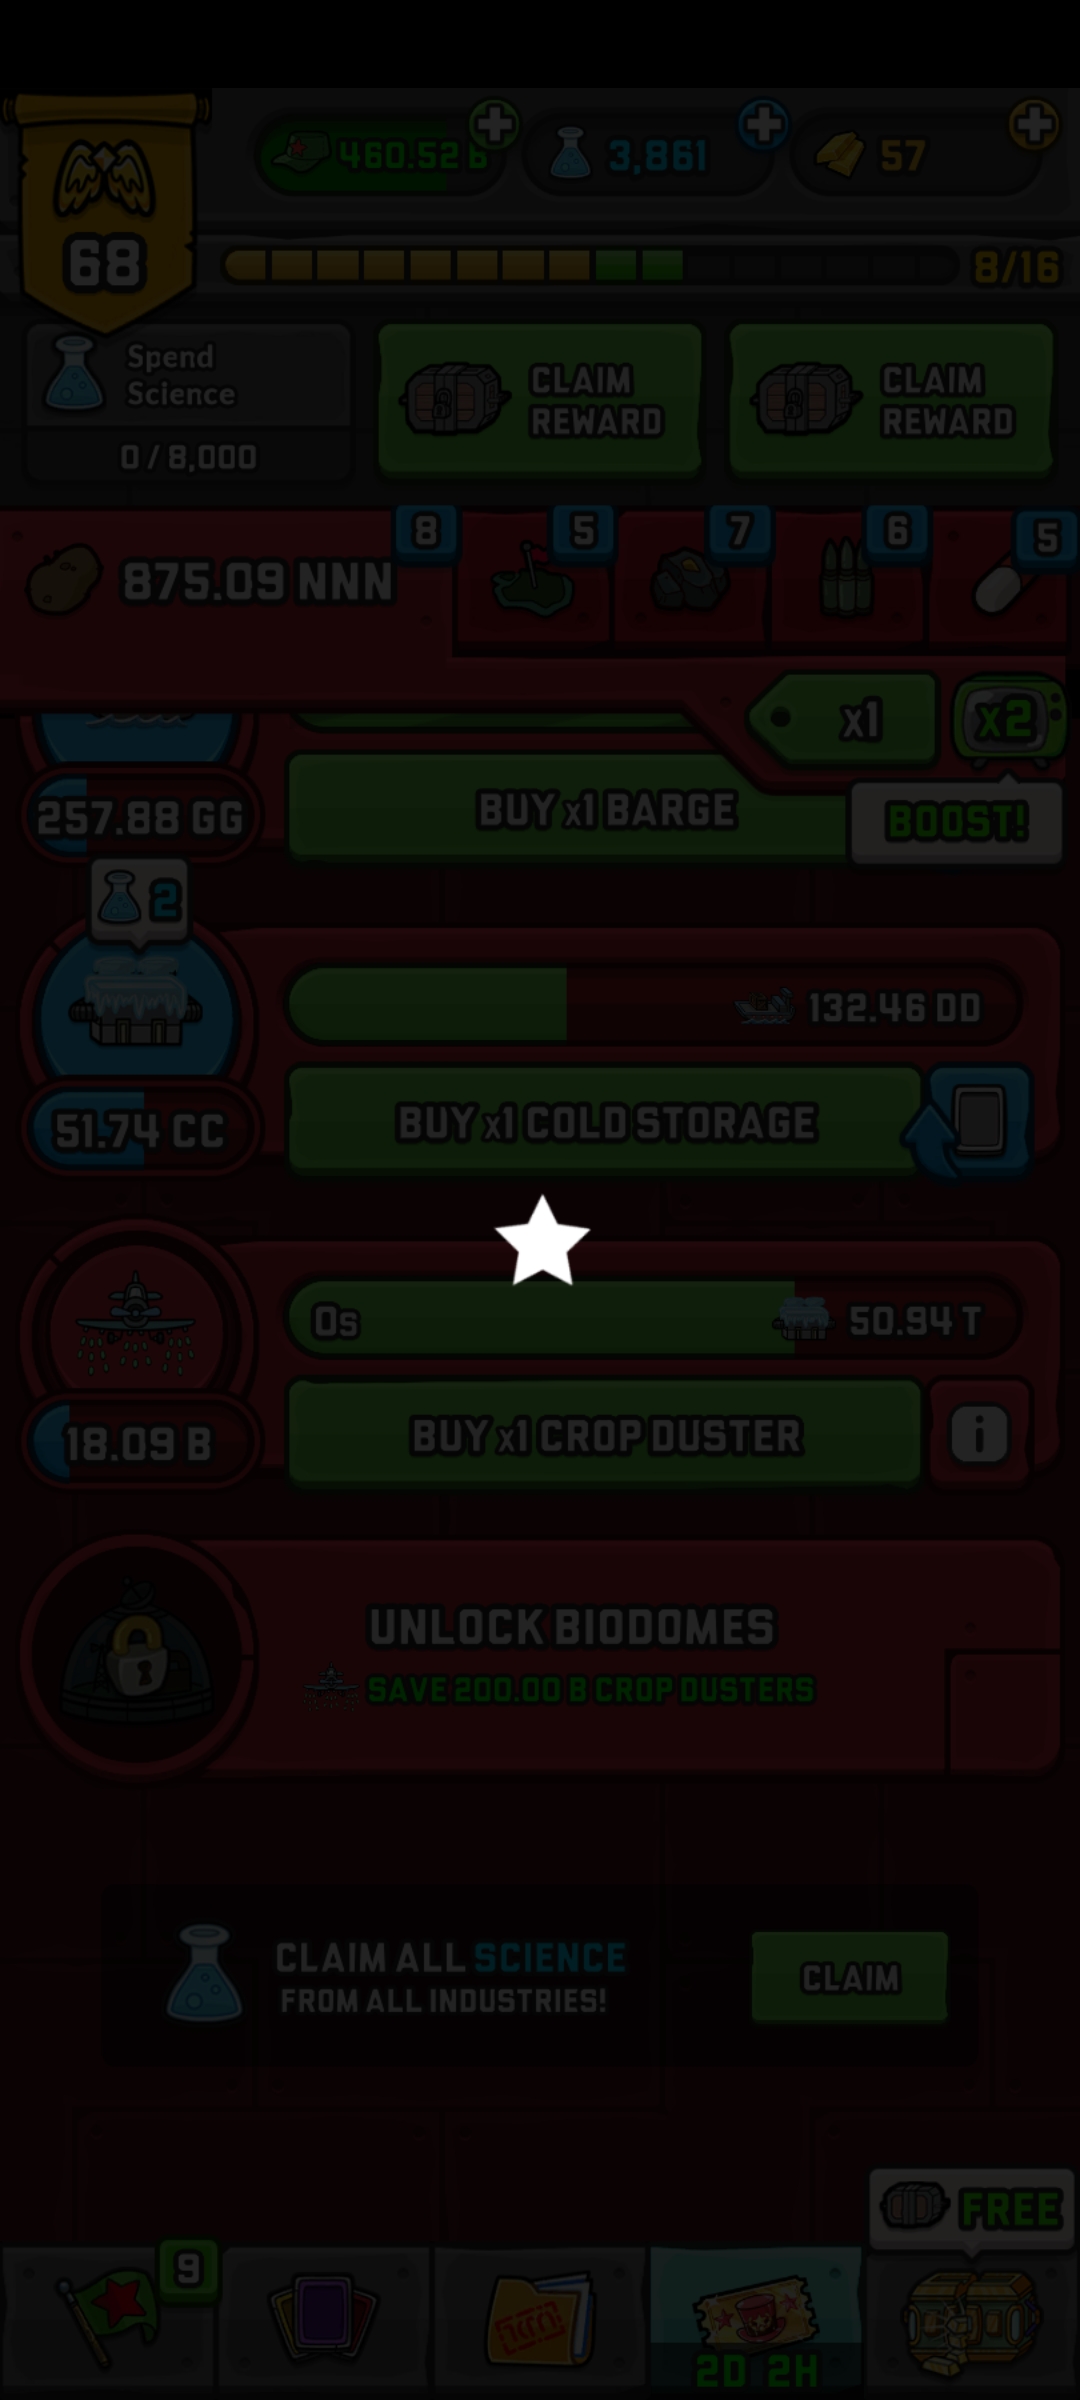 460.52 B
3,861
57
68
8/16
Spend
Science
0 / 8,000
CLAIM
REWARD
CLAIM
REWARD
875.09 NNN
8
5
7
6
5
x1
x2
257.88 GG
BUY x1 BARGE
BOOST!
2
132.46 DD
51.74 CC
BUY x1 COLD STORAGE
0s
50.94 T
18.09 B
BUY x1 CROP DUSTER
i
UNLOCK BIODOMES
SAVE 200.00 B CROP DUSTERS
CLAIM ALL SCIENCE
FROM ALL INDUSTRIES!
CLAIM
FREE
9
2D 2H